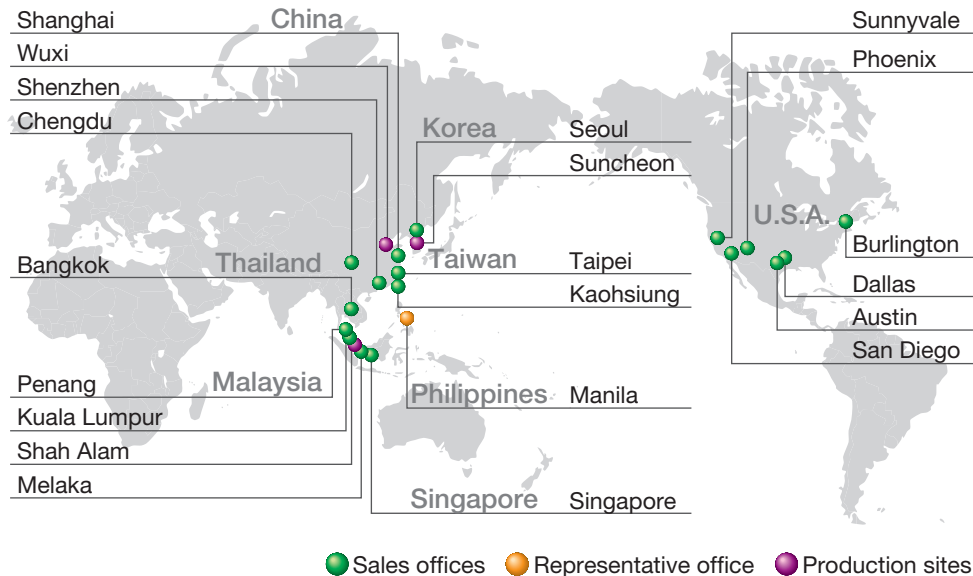 Shanghai
China
Wuxi
Shenzhen
Chengdu
Korea
Seoul
Suncheon
Thailand
Bangkok
Taiwan
Taipei
Kaohsiung
Penang
Malaysia
Kuala Lumpur
Shah Alam
Melaka
Philippines
Manila
Singapore
Singapore
Sunnyvale
Phoenix
U.S.A.
Burlington
Dallas
Austin
San Diego
Sales offices
Representative office
Production sites